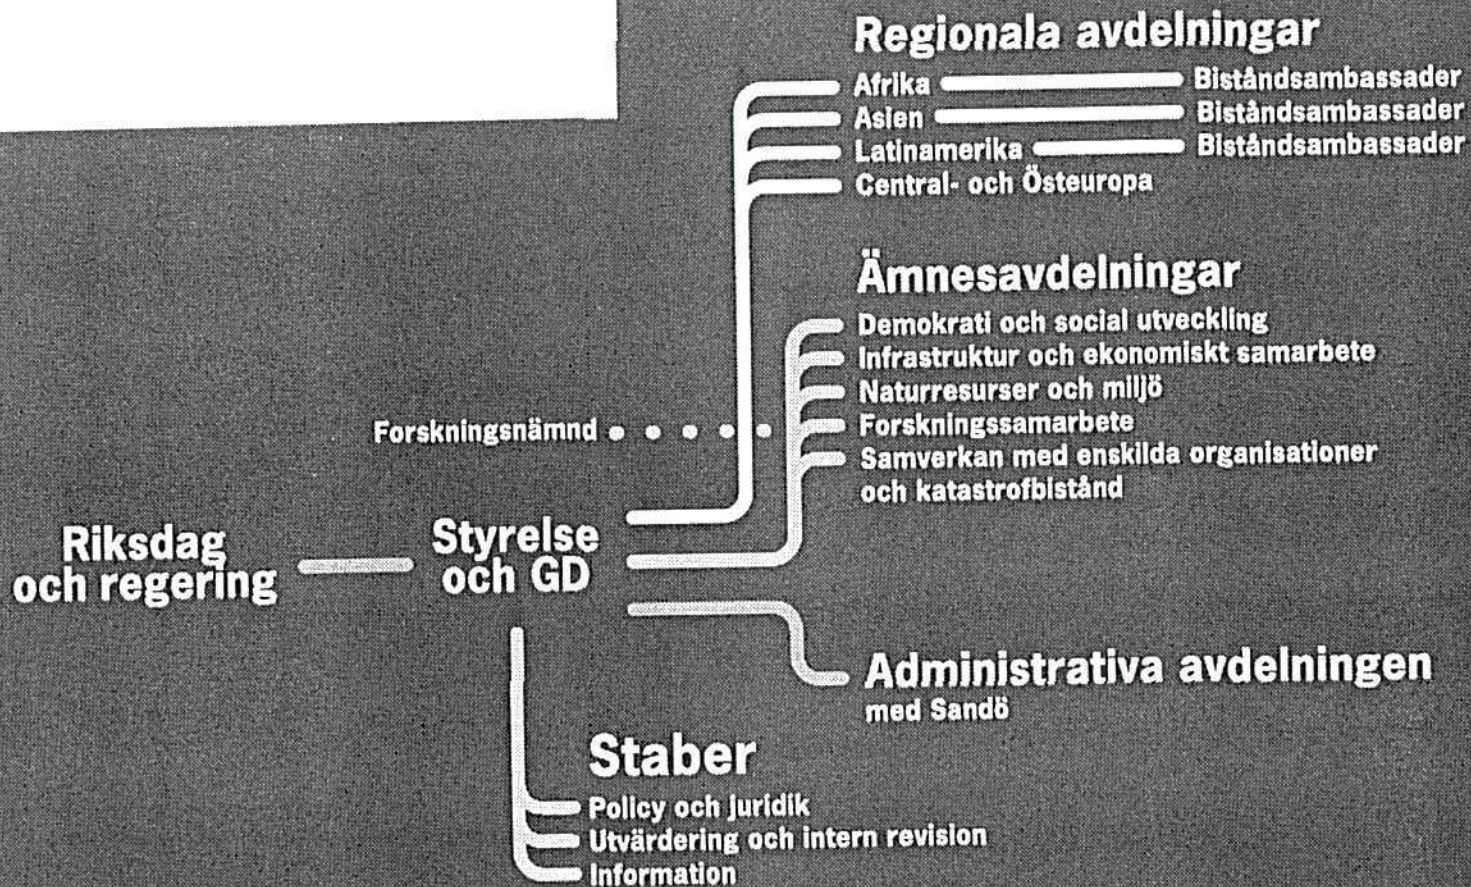 Regionala avdelningar
Afrika Biståndsambassader
Asien Biståndsambassader
Latinamerika Biståndsambassader
Central- och Östeuropa
Ämnesavdelningar
Demokrati och social utveckling
Infrastruktur och ekonomiskt samarbete
Naturresurser och miljö
Forskningsnämnd Forskningssamarbete
Samverkan med enskilda organisationer
och katastrofbistånd
Riksdag
och regering
Styrelse
och GD
Administrativa avdelningen
med Sandö
Staber
Policy och juridik
Utvärdering och intern revision
Information